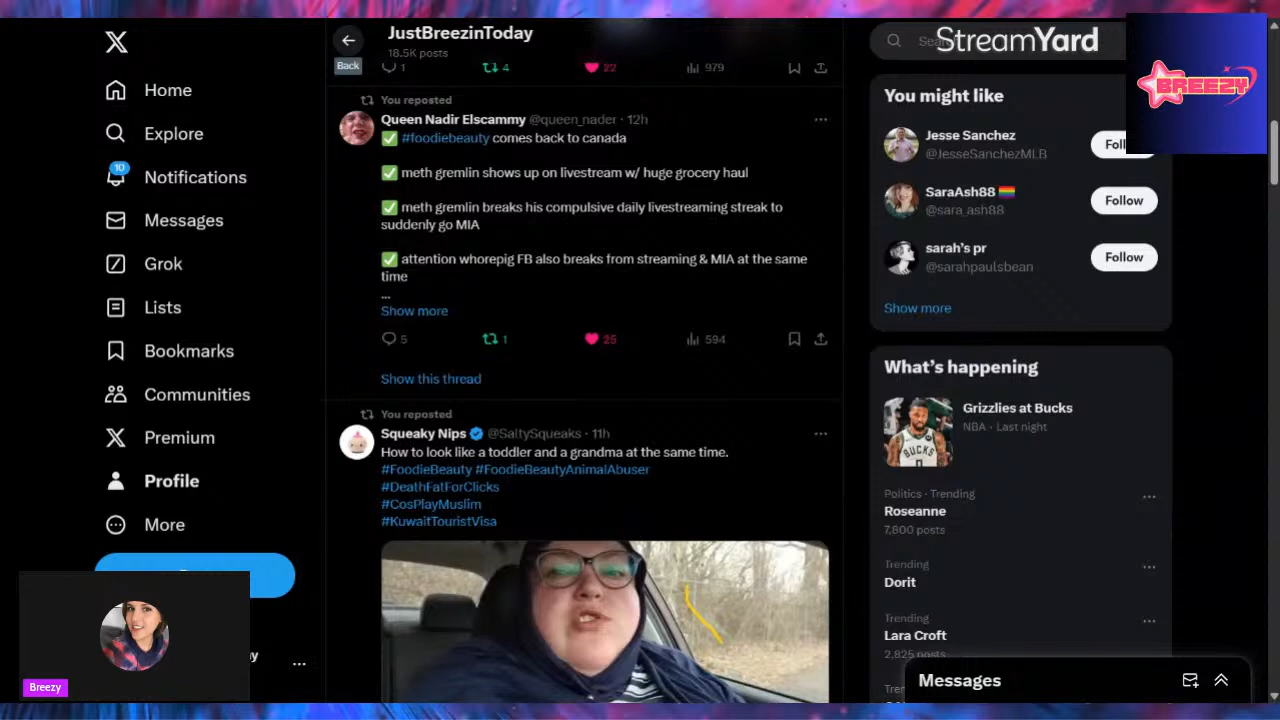 JustBreezinToday
18.5K posts
Back
1
4
22
979
StreamYard
BREEZY
X
Home
Explore
10
Notifications
Messages
Grok
Lists
Bookmarks
Communities
Premium
Profile
More
Breezy
You reposted
Queen Nadir Elscammy @queen_nader · 12h
✅ #foodiebeauty comes back to canada
✅ meth gremlin shows up on livestream w/ huge grocery haul
✅ meth gremlin breaks his compulsive daily livestreaming streak to
suddenly go MIA
✅ attention whorepig FB also breaks from streaming & MIA at the same
time
...
Show more
5
1
25
594
Show this thread
You reposted
Squeaky Nips @SaltySqueaks · 11h
How to look like a toddler and a grandma at the same time.
#FoodieBeauty #FoodieBeautyAnimalAbuser
#DeathFatForClicks
#CosPlayMuslim
#KuwaitTouristVisa
You might like
Jesse Sanchez
@JesseSanchezMLB
SaraAsh88 🏳️‍🌈
@sara_ash88
Follow
sarah's pr
@sarahpaulsbean
Follow
Show more
What's happening
Grizzlies at Bucks
NBA · Last night
BUCKS
Politics · Trending
Roseanne
7,800 posts
Trending
Dorit
Trending
Lara Croft
2,825 posts
Messages